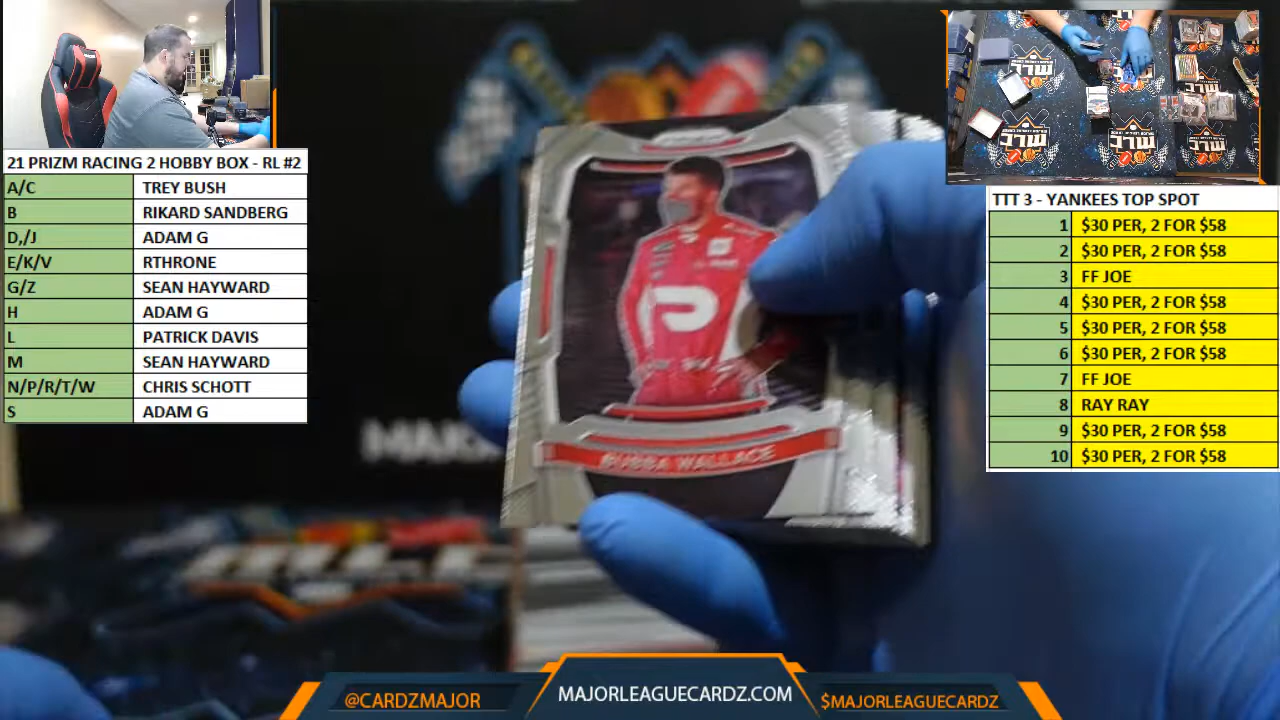 21 PRIZM RACING 2 HOBBY BOX - RL #2
A/C TREY BUSH
B RIKARD SANDBERG
D,/J ADAM G
E/K/V RTHRONE
G/Z SEAN HAYWARD
H ADAM G
L PATRICK DAVIS
M SEAN HAYWARD
N/P/R/T/W CHRIS SCHOTT
S ADAM G
BUBBA WALLACE
TTT 3 - YANKEES TOP SPOT
1 $30 PER, 2 FOR $58
2 $30 PER, 2 FOR $58
3 FF JOE
4 $30 PER, 2 FOR $58
5 $30 PER, 2 FOR $58
6 $30 PER, 2 FOR $58
7 FF JOE
8 RAY RAY
9 $30 PER, 2 FOR $58
10 $30 PER, 2 FOR $58
@CARDZMAJOR
MAJORLEAGUECARDZ.COM
$MAJORLEAGUECARDZ